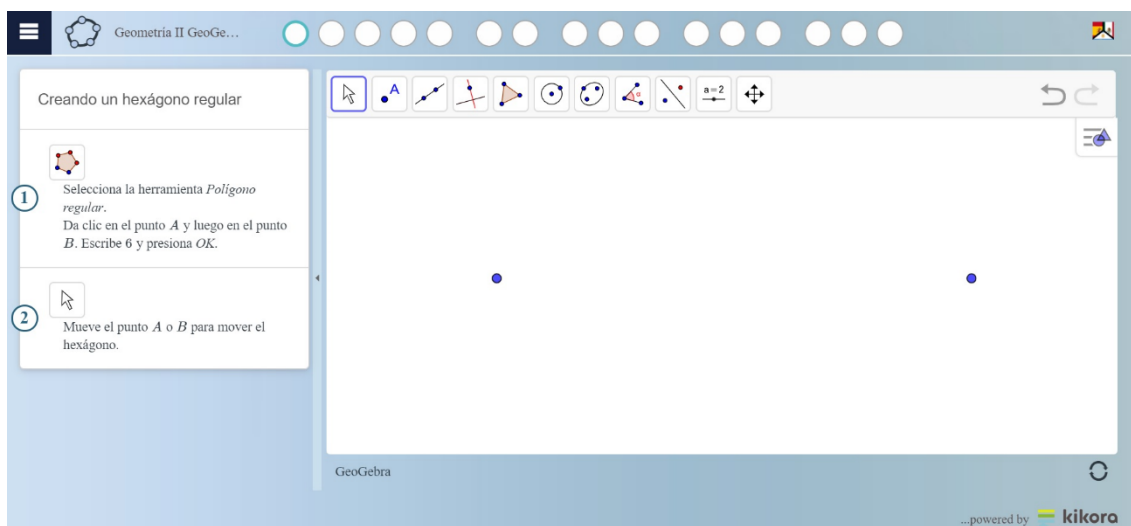 Geometría II GeoGe...
Creando un hexágono regular
A
a=2
1
Selecciona la herramienta Polígono
regular.
Da clic en el punto A y luego en el punto
B. Escribe 6 y presiona OK.
2
Mueve el punto A o B para mover el
hexágono.
GeoGebra
...powered by kikora